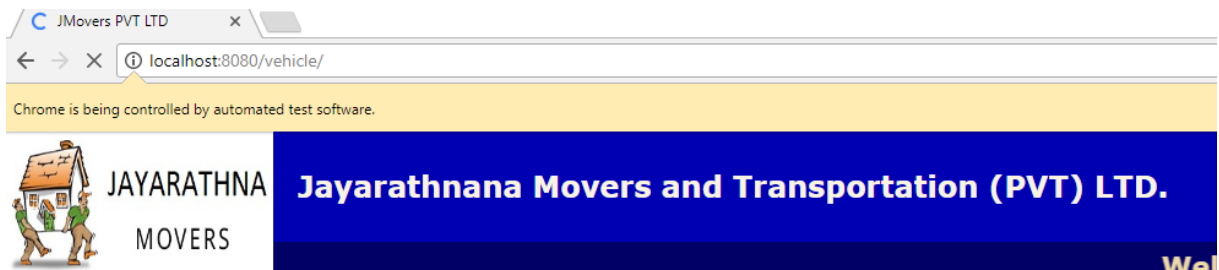 JMovers PVT LTD
localhost:8080/vehicle/
Chrome is being controlled by automated test software.
JAYARATHNA
MOVERS
Jayarathnana Movers and Transportation (PVT) LTD.
Wel